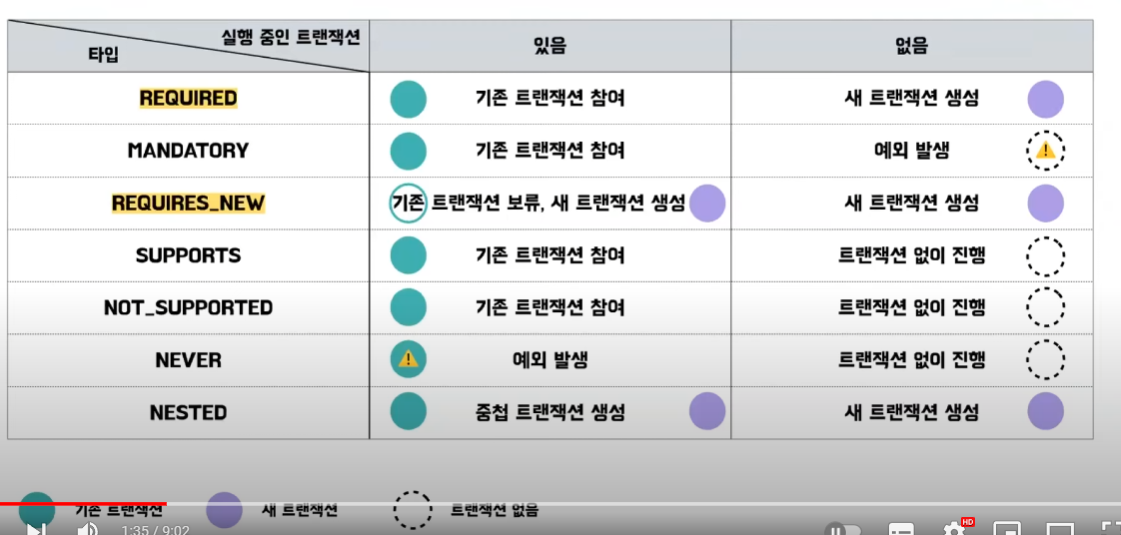 실행 중인 트랜잭션
타입
있음
없음
REQUIRED
기존 트랜잭션 참여
새 트랜잭션 생성
MANDATORY
기존 트랜잭션 참여
예외 발생
REQUIRES_NEW
기존 트랜잭션 보류, 새 트랜잭션 생성
새 트랜잭션 생성
SUPPORTS
기존 트랜잭션 참여
트랜잭션 없이 진행
NOT_SUPPORTED
기존 트랜잭션 참여
트랜잭션 없이 진행
NEVER
예외 발생
트랜잭션 없이 진행
NESTED
중첩 트랜잭션 생성
새 트랜잭션 생성
기존 트랜잭션
새 트랜잭션
트랜잭션 없음
1:35 / 9:02
HD